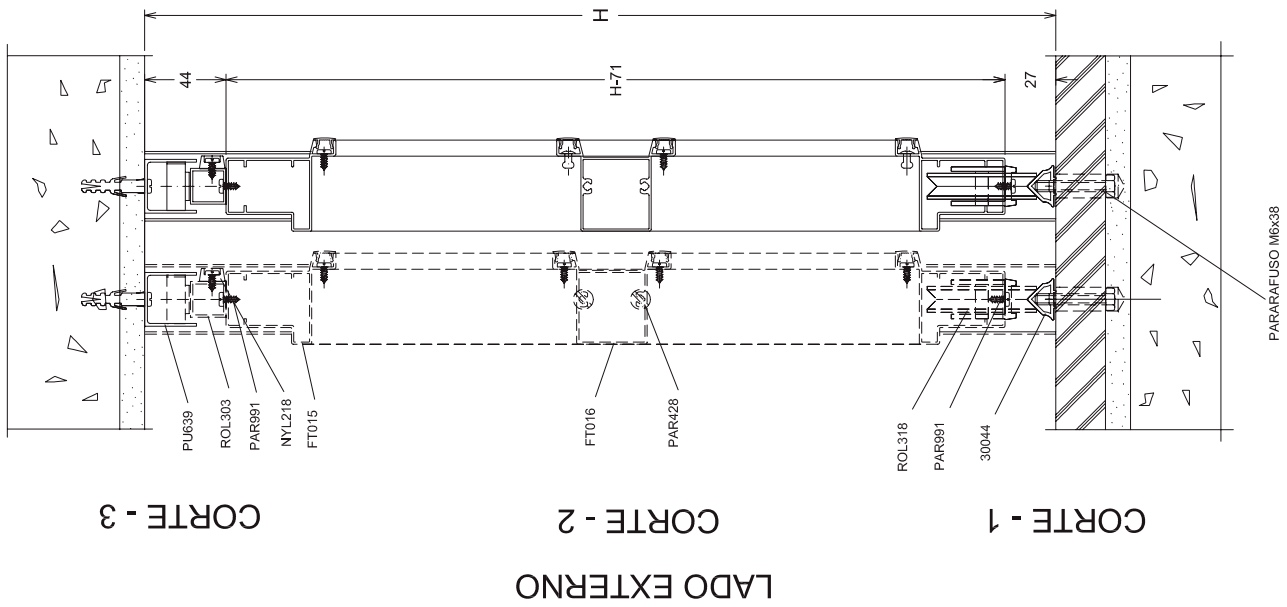 H
44
H-71
27
PU639
ROL303
PAR991
NYL218
FT015
FT016
PAR428
ROL318
PAR991
30044
PARARAFUSO M6x38
CORTE - 3
CORTE - 2
CORTE - 1
LADO EXTERNO